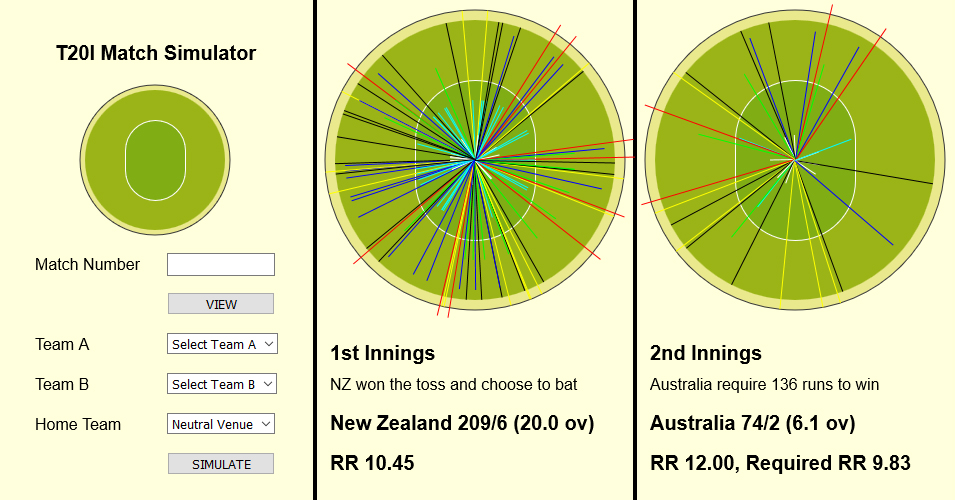 T20I Match Simulator
Match Number
VIEW
Team A Select Team A
Team B Select Team B
Home Team Neutral Venue
SIMULATE
1st Innings
NZ won the toss and choose to bat
New Zealand 209/6 (20.0 ov)
RR 10.45
2nd Innings
Australia require 136 runs to win
Australia 74/2 (6.1 ov)
RR 12.00, Required RR 9.83